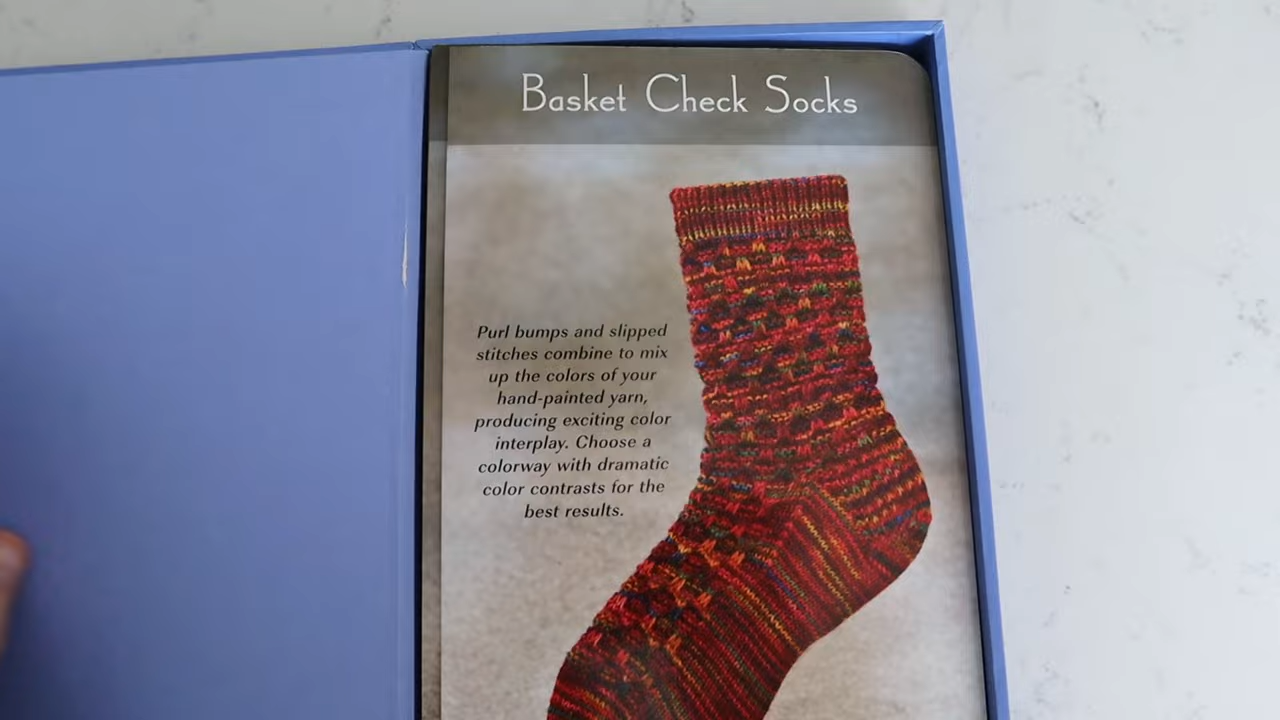 Basket Check Socks
Purl bumps and slipped
stitches combine to mix
up the colors of your
hand-painted yarn,
producing exciting color
interplay. Choose a
colorway with dramatic
color contrasts for the
best results.